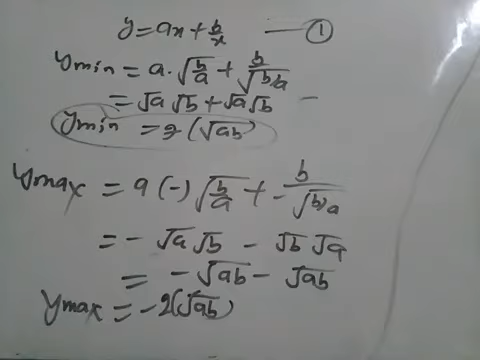 y = ax + b/x —— ①
ymin = a · √(b/a) + b/√(b/a)
= √a √b + √a √b —
ymin = 2(√ab)
ymax = a(-)√(b/a) + b/-√(b/a)
= - √a √b - √b √a
= -√ab - √ab
ymax = -2(√ab)